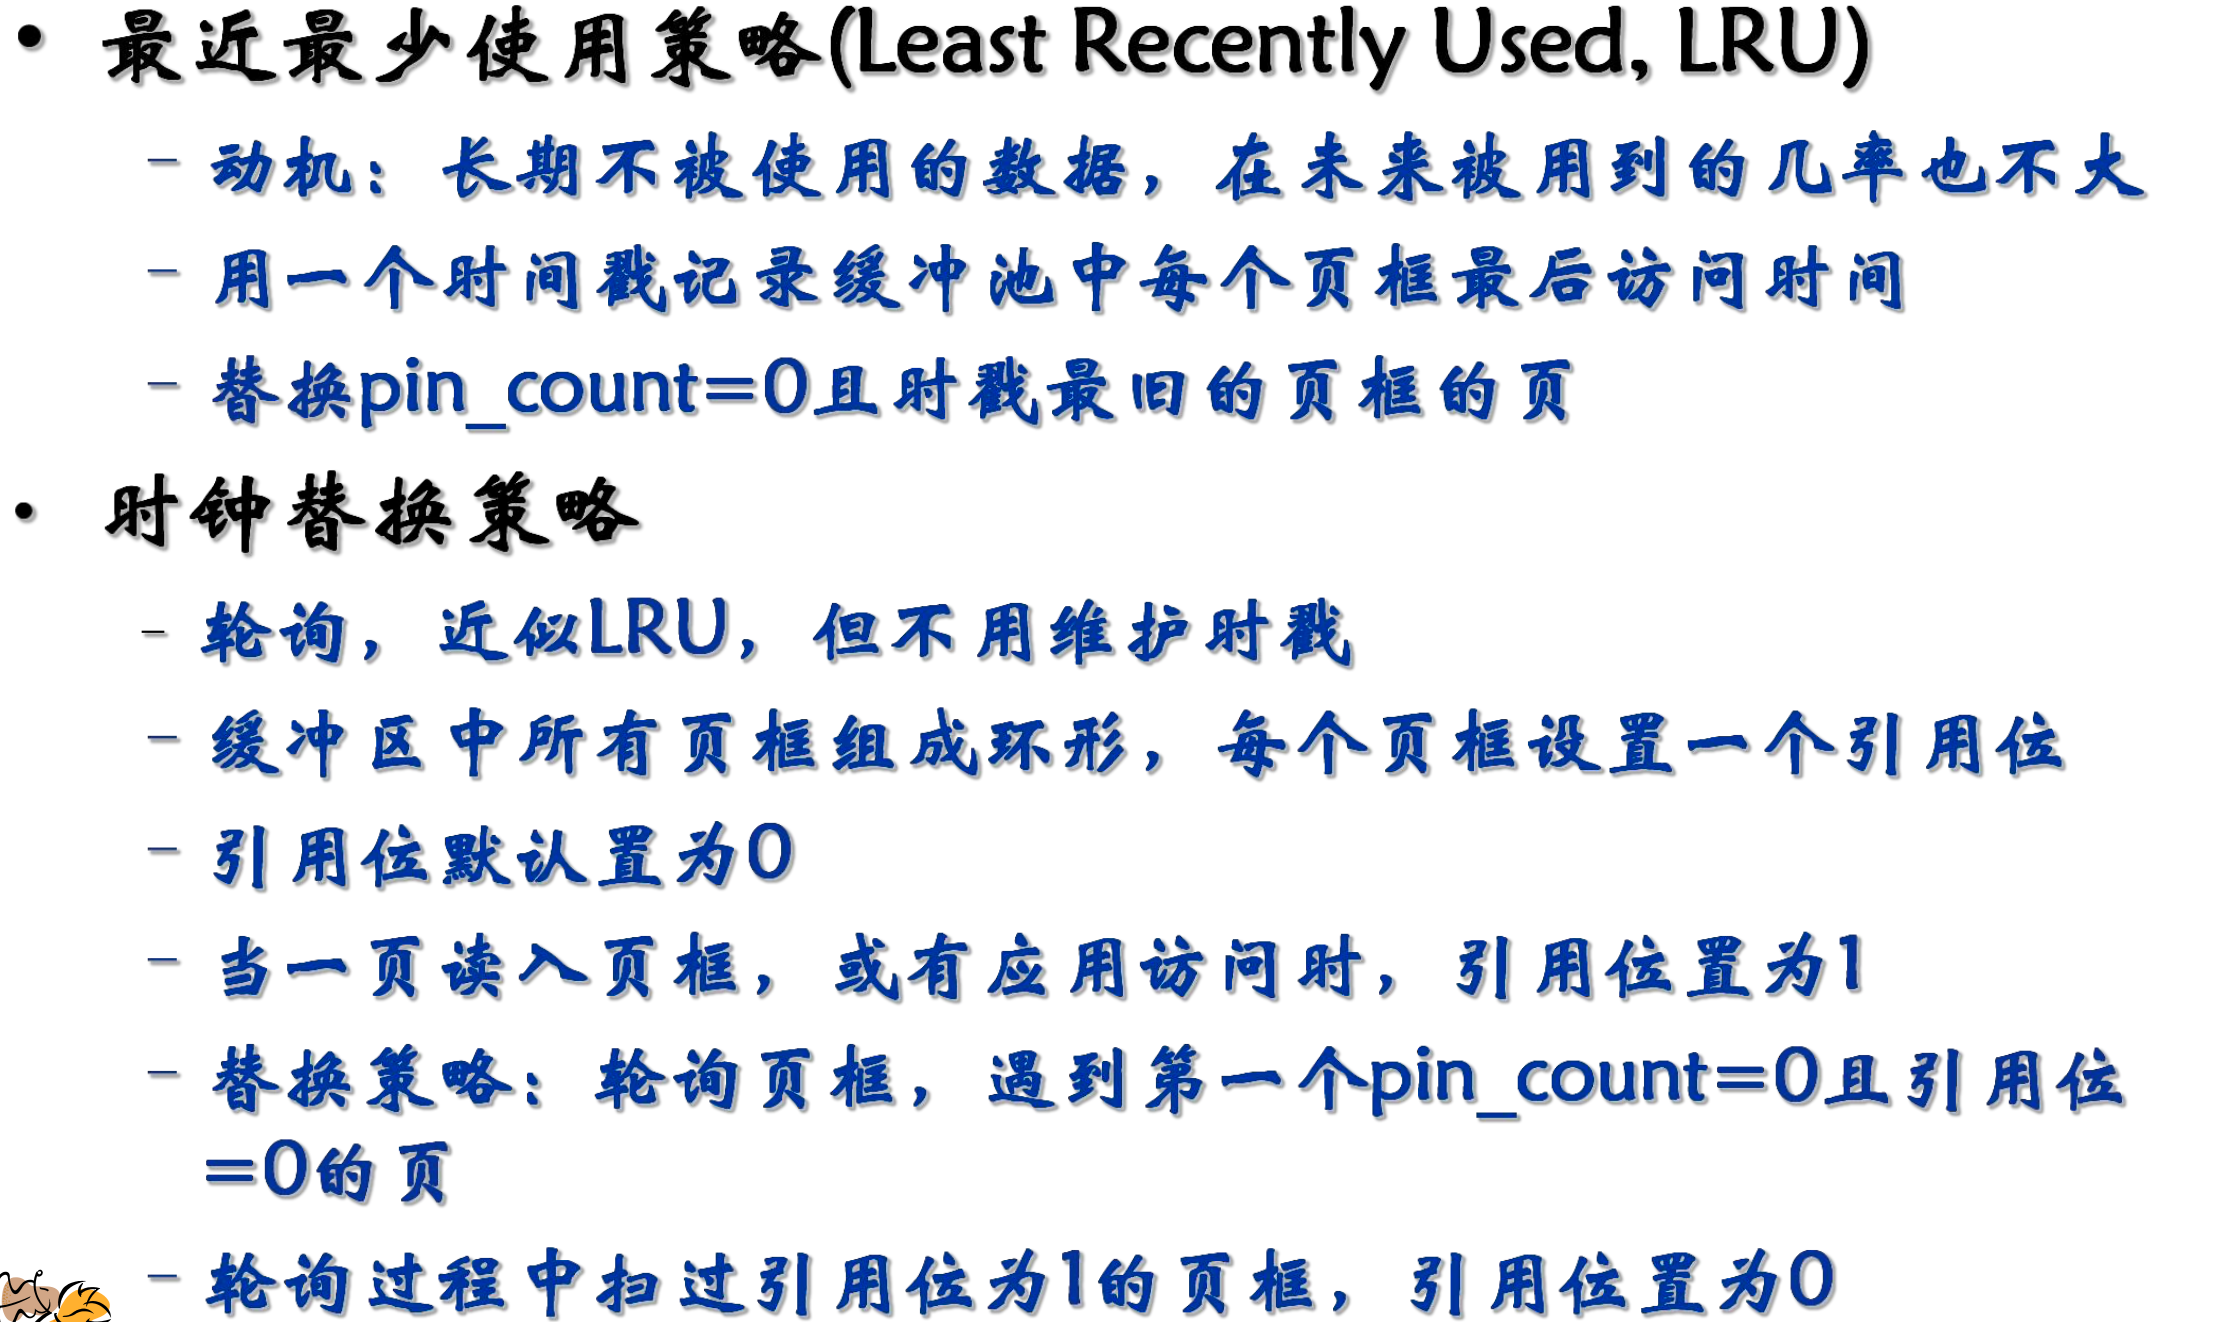 • 最近最少使用策略(Least Recently Used, LRU)
– 动机：长期不被使用的数据，在未来被用到的几率也不大
– 用一个时间戳记录缓冲池中每个页框最后访问时间
– 替换pin_count=0且时戳最旧的页框的页
• 时钟替换策略
– 轮询，近似LRU，但不用维护时戳
– 缓冲区中所有页框组成环形，每个页框设置一个引用位
– 引用位默认置为0
– 当一页读入页框，或有应用访问时，引用位置为1
– 替换策略：轮询页框，遇到第一个pin_count=0且引用位
=0的页
– 轮询过程中扫过引用位为1的页框，引用位置为0